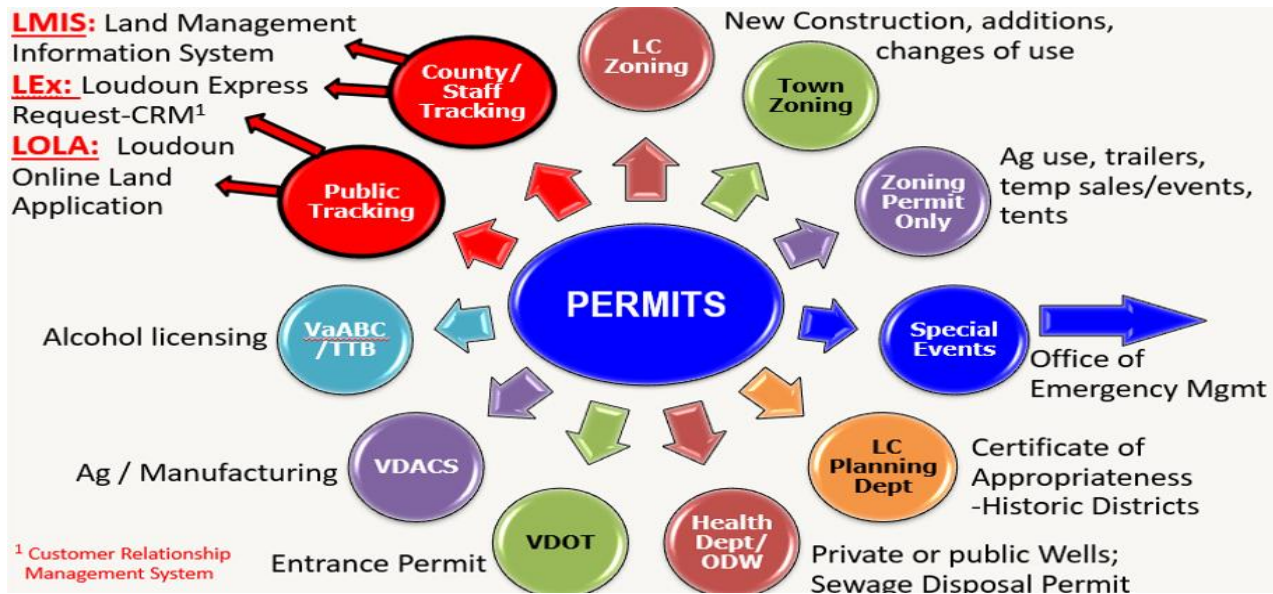 LMIS: Land Management
Information System
LEx: Loudoun Express
Request-CRM¹
LOLA: Loudoun
Online Land
Application
County/
Staff
Tracking
Public
Tracking
LC
Zoning
New Construction, additions,
changes of use
Town
Zoning
Zoning
Permit
Only
Ag use, trailers,
temp sales/events,
tents
PERMITS
Special
Events
Office of
Emergency Mgmt
VaABC
/TTB
Alcohol licensing
VDACS
Ag / Manufacturing
LC
Planning
Dept
Certificate of
Appropriateness
-Historic Districts
VDOT
Entrance Permit
Health
Dept/
ODW
Private or public Wells;
Sewage Disposal Permit
¹ Customer Relationship
Management System